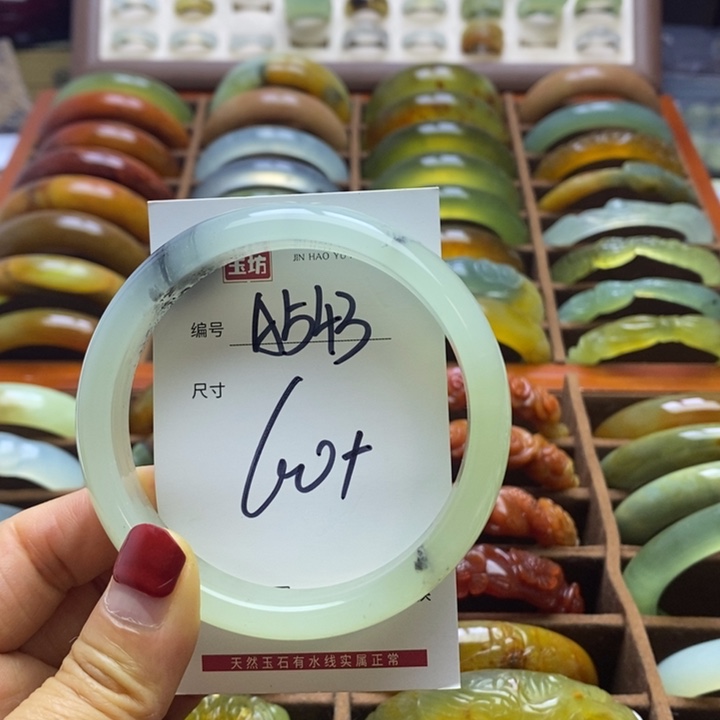 玉坊
JIN HAO YU
编号 A543
尺寸
60+
天然玉石有水线实属正常